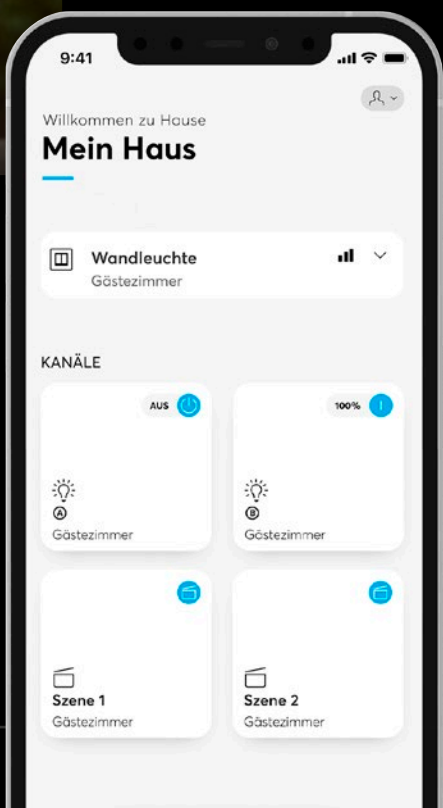 9:41
Willkommen zu Hause
Mein Haus
Wandleuchte
Gästezimmer
KANÄLE
AUS
100%
A
B
Gästezimmer
Gästezimmer
Szene 1
Szene 2
Gästezimmer
Gästezimmer